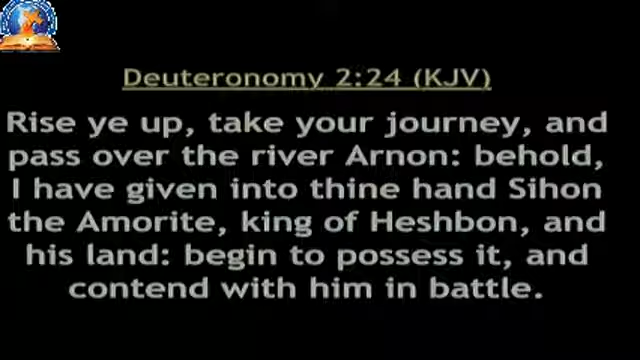 Deuteronomy 2:24 (KJV)
Rise ye up, take your journey, and
pass over the river Arnon: behold,
I have given into thine hand Sihon
the Amorite, king of Heshbon, and
his land: begin to possess it, and
contend with him in battle.